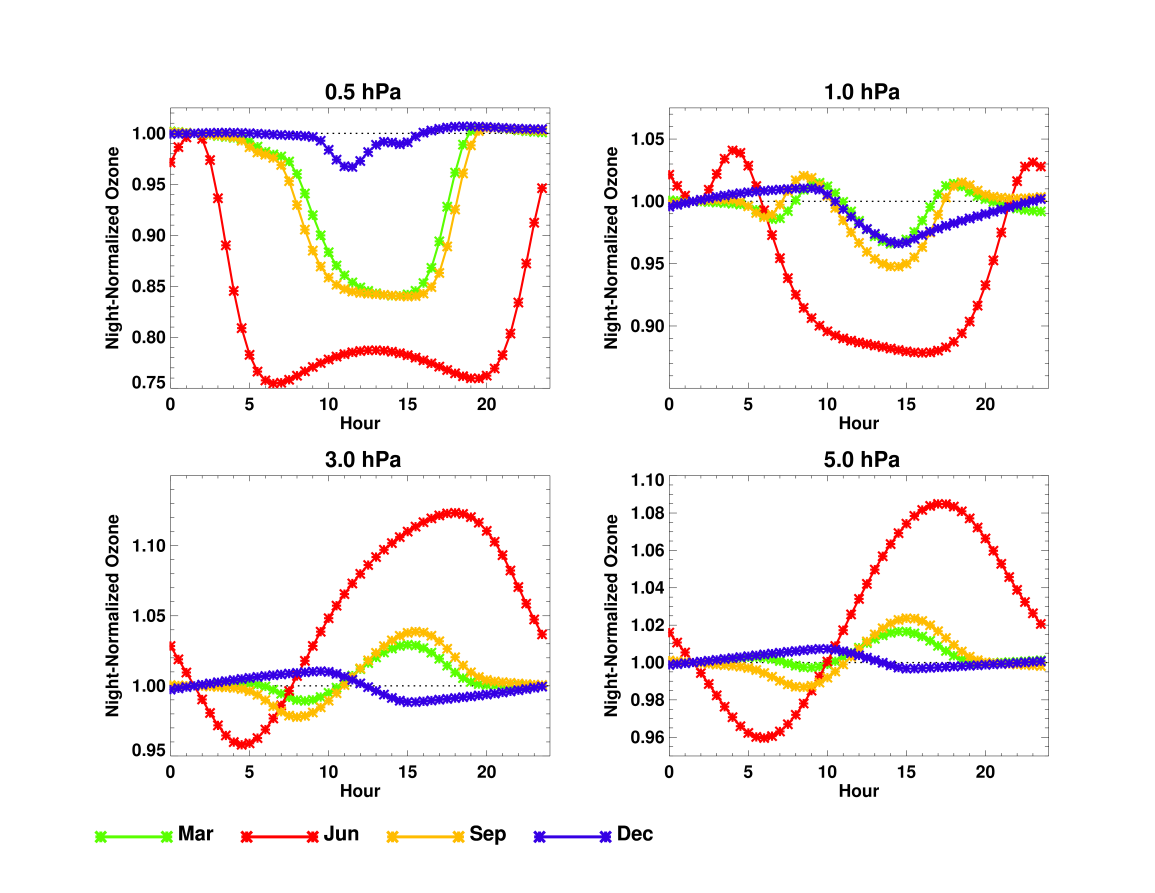 0.5 hPa
1.00
0.95
0.90
0.85
0.80
0.75
Night-Normalized Ozone
0 5 10 15 20
Hour
1.0 hPa
1.05
1.00
0.95
0.90
Night-Normalized Ozone
0 5 10 15 20
Hour
3.0 hPa
1.10
1.05
1.00
0.95
Night-Normalized Ozone
0 5 10 15 20
Hour
5.0 hPa
1.10
1.08
1.06
1.04
1.02
1.00
0.98
0.96
Night-Normalized Ozone
0 5 10 15 20
Hour
Mar Jun Sep Dec